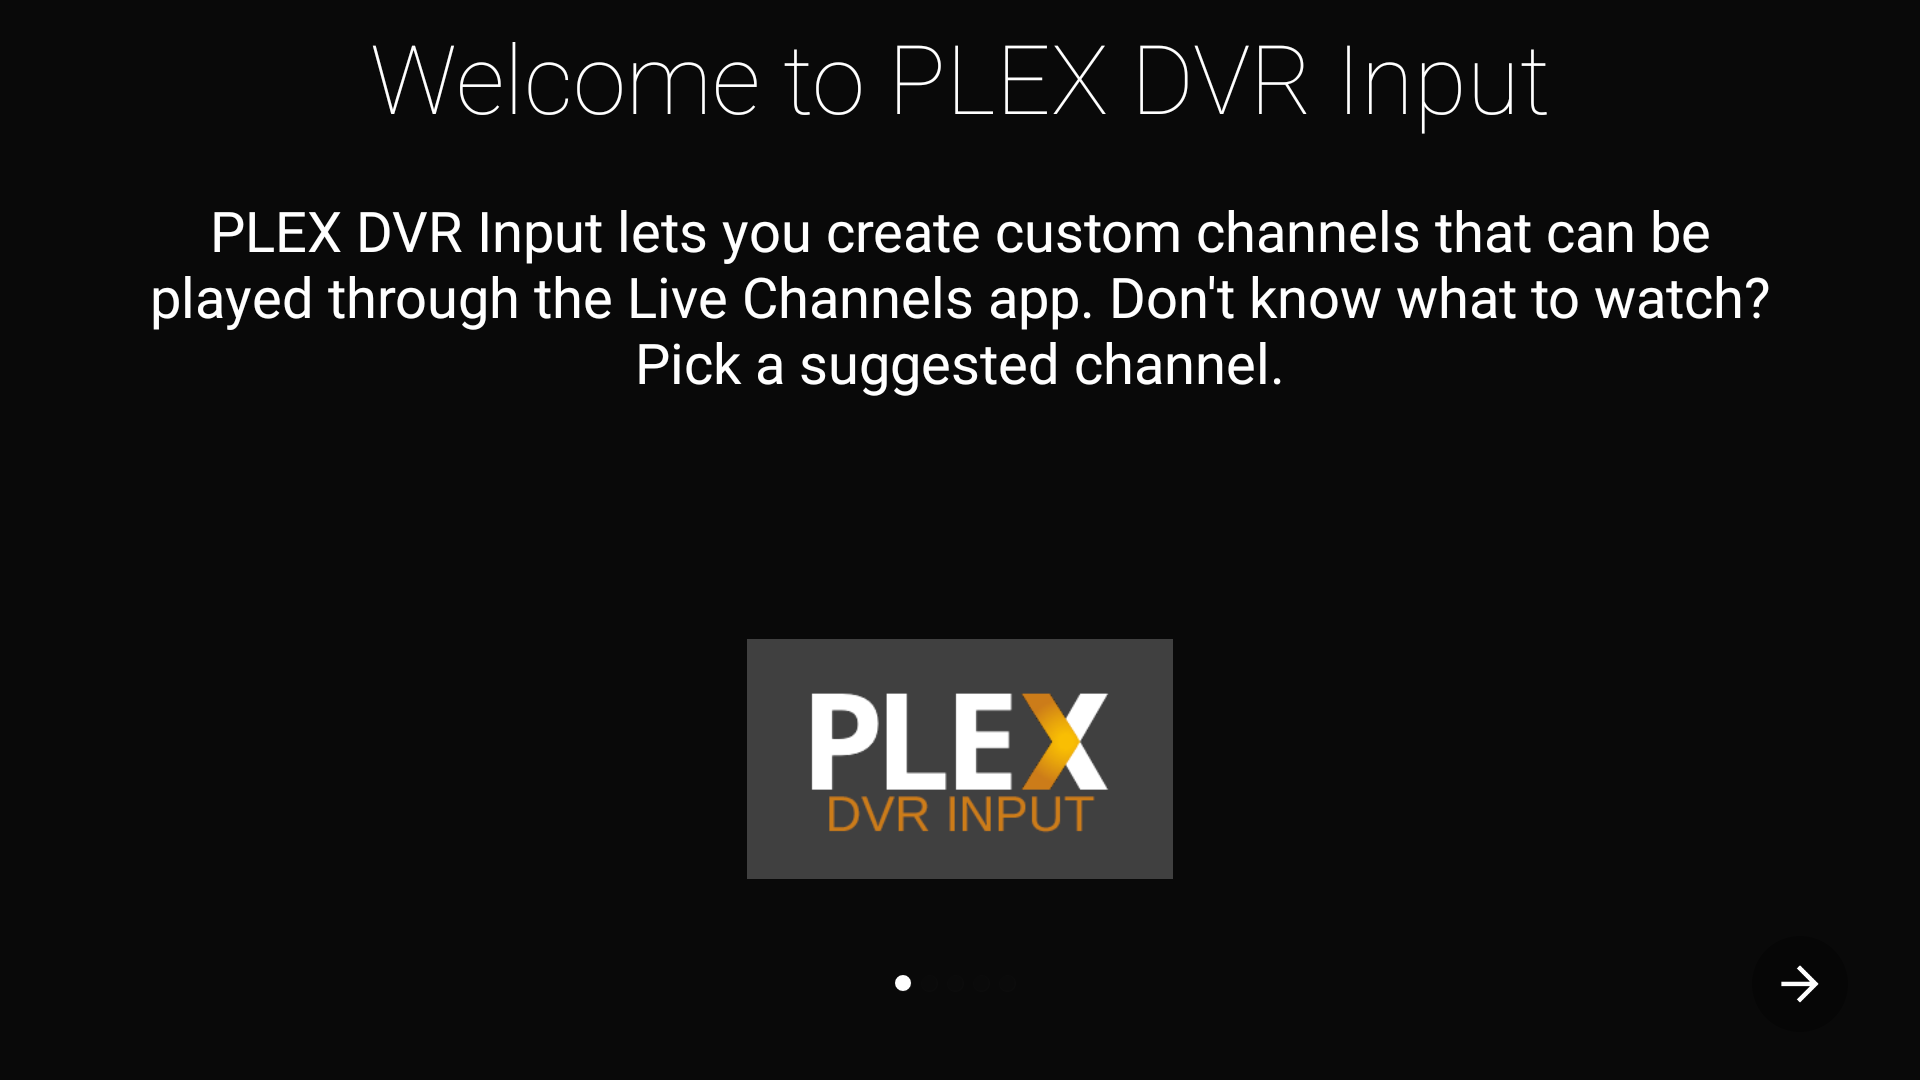 Welcome to PLEX DVR Input
PLEX DVR Input lets you create custom channels that can be
played through the Live Channels app. Don't know what to watch?
Pick a suggested channel.
PLEX
DVR INPUT